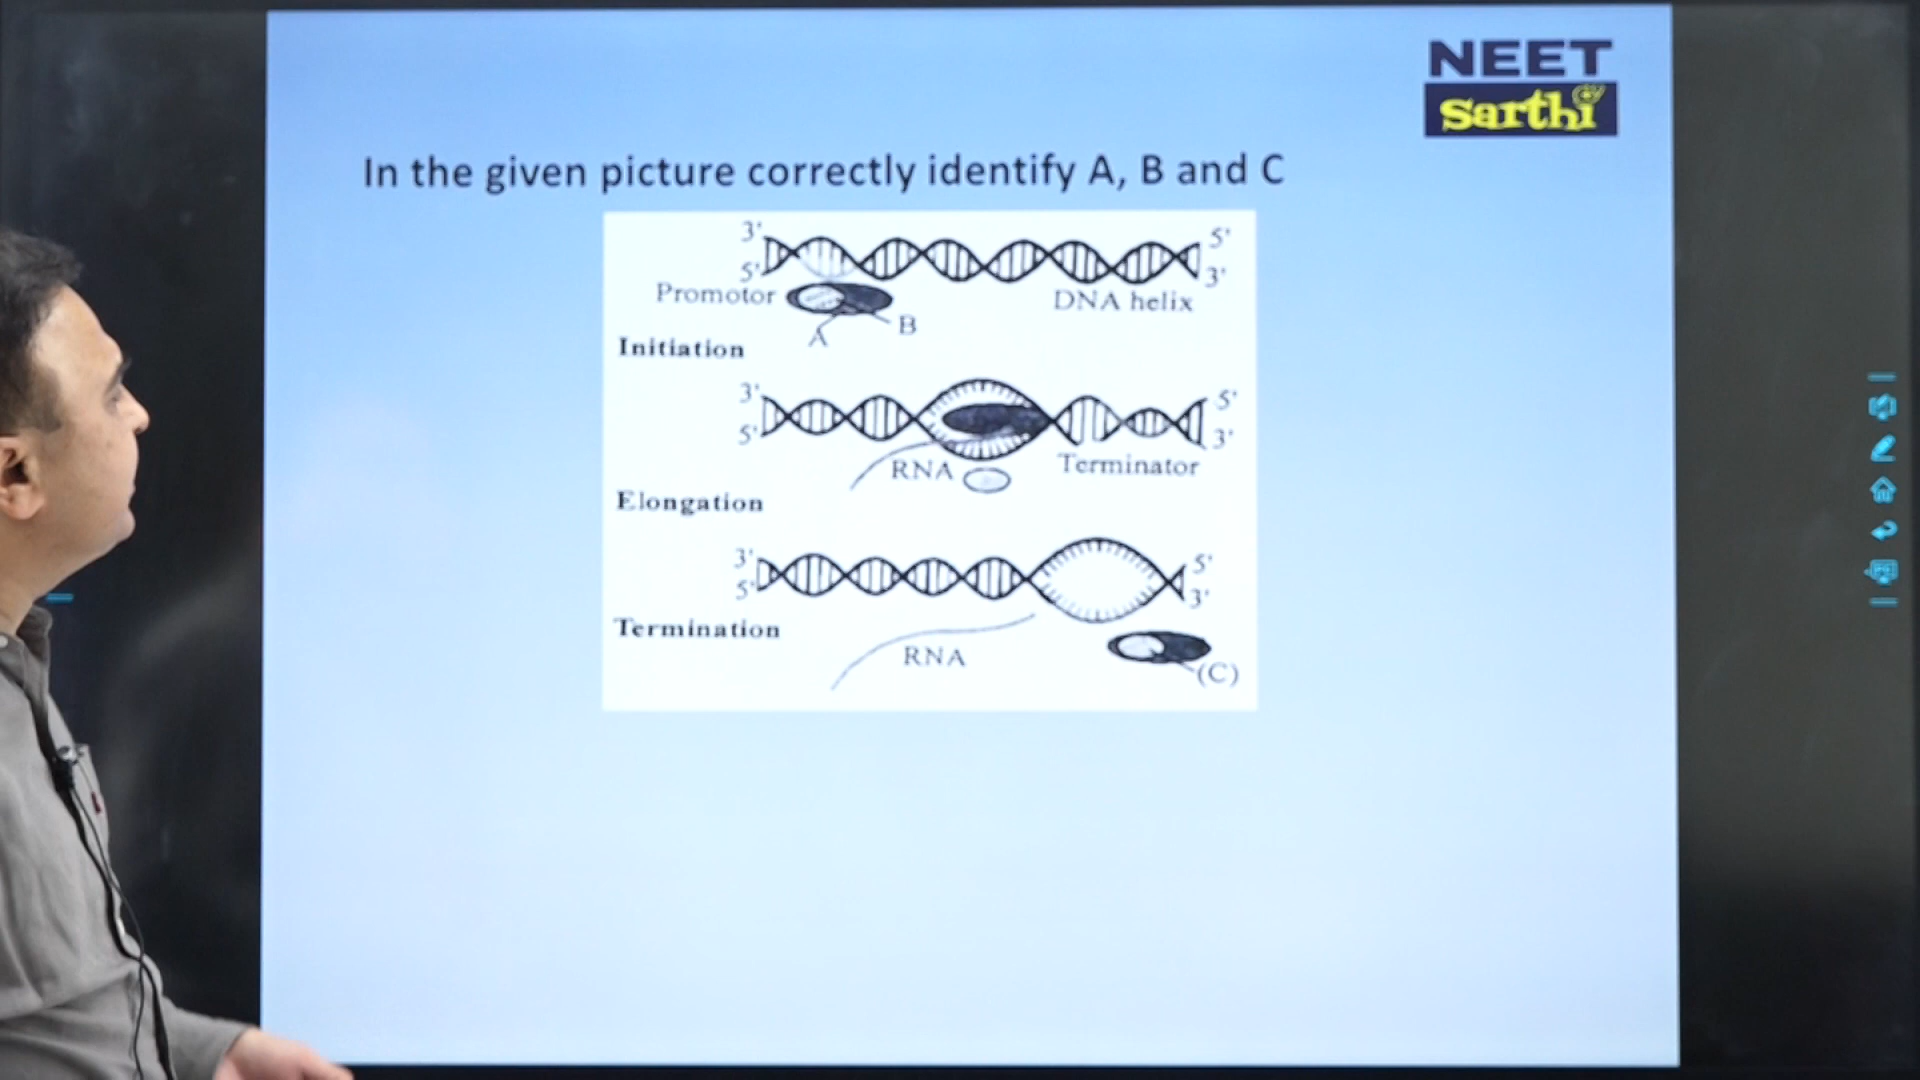 NEET
sarthi
In the given picture correctly identify A, B and C
3' 5'
5' 3'
Promotor DNA helix
A B
Initiation
3' 5'
5' 3'
RNA Terminator
Elongation
3' 5'
5' 3'
Termination
RNA
(C)